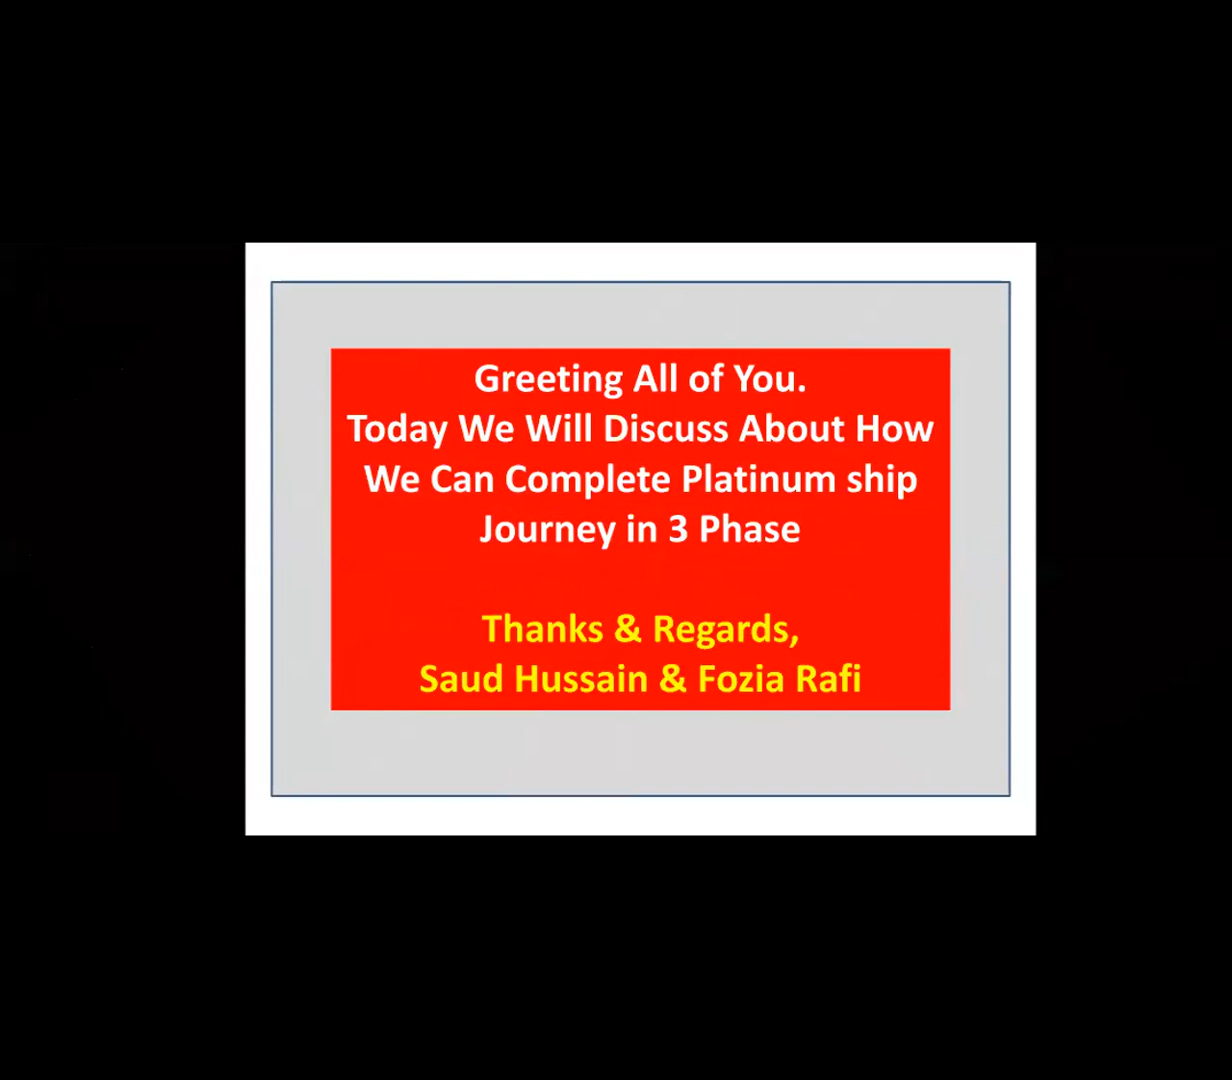 Greeting All of You.
Today We Will Discuss About How
We Can Complete Platinum ship
Journey in 3 Phase
Thanks & Regards,
Saud Hussain & Fozia Rafi